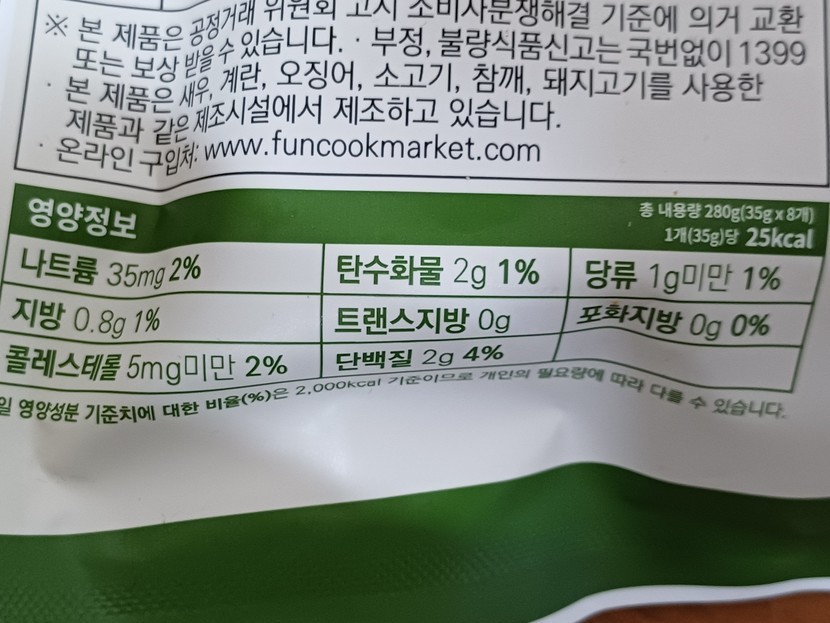 ※ 본 제품은 공정거래 위원회 고시 소비자분쟁해결 기준에 의거 교환
또는 보상 받을 수 있습니다. · 부정, 불량식품신고는 국번없이 1399
· 본 제품은 새우, 계란, 오징어, 소고기, 참깨, 돼지고기를 사용한
제품과 같은 제조시설에서 제조하고 있습니다.
· 온라인 구입처: www.funcookmarket.com
영양정보
총 내용량 280g(35g x 8개)
1개(35g)당 25kcal
나트륨 35mg 2% 탄수화물 2g 1% 당류 1g미만 1%
지방 0.8g 1% 트랜스지방 0g 포화지방 0g 0%
콜레스테롤 5mg미만 2% 단백질 2g 4%
일 영양성분 기준치에 대한 비율(%)은 2,000kcal 기준이므로 개인의 필요량에 따라 다를 수 있습니다.